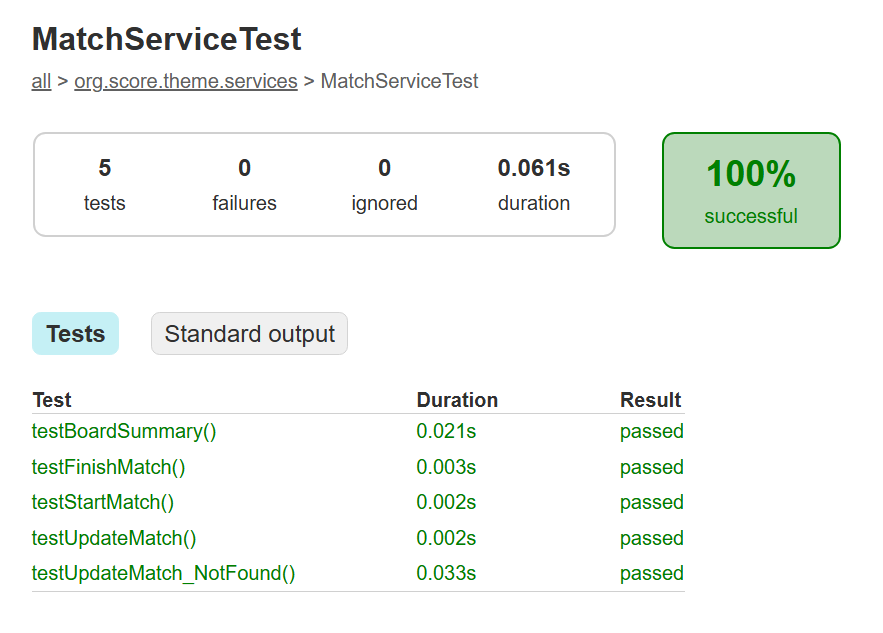 MatchServiceTest
all > org.score.theme.services > MatchServiceTest
5 0 0 0.061s
tests failures ignored duration
100%
successful
Tests Standard output
Test Duration Result
testBoardSummary() 0.021s passed
testFinishMatch() 0.003s passed
testStartMatch() 0.002s passed
testUpdateMatch() 0.002s passed
testUpdateMatch_NotFound() 0.033s passed